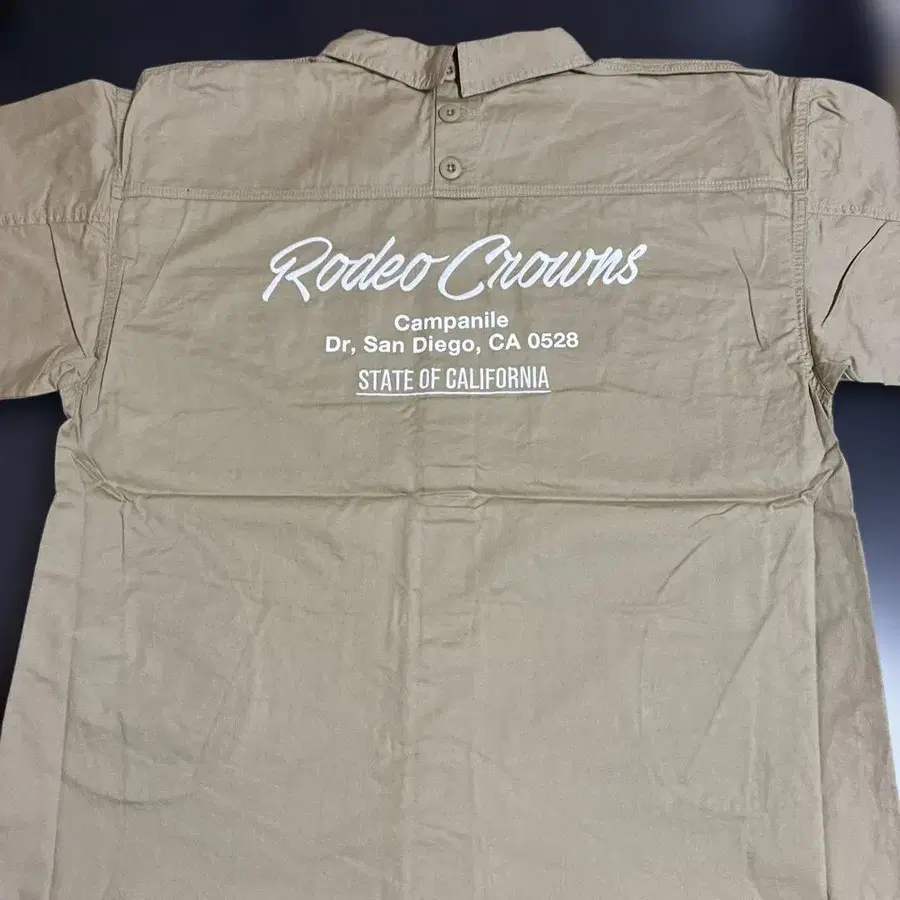 Rodeo Crowns
Campanile
Dr, San Diego, CA 0528
STATE OF CALIFORNIA